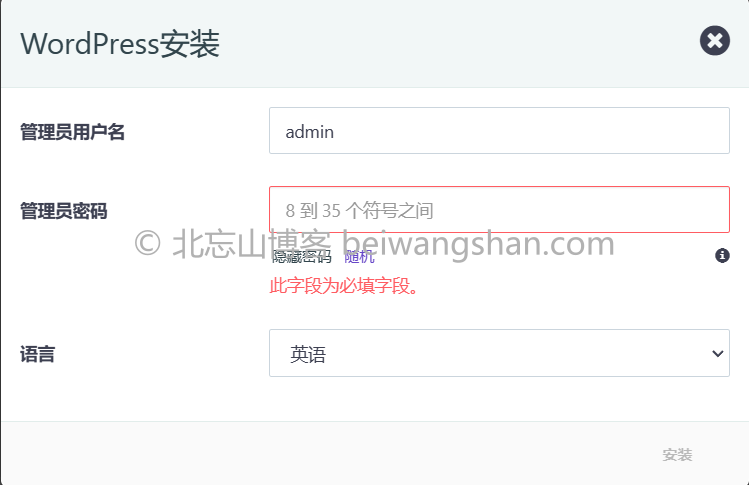 WordPress安装
管理员用户名
admin
管理员密码
8 到 35 个符号之间
© 北忘山博客 beiwangshan.com
隐藏密码 随机
此字段为必填字段。
语言
英语
安装